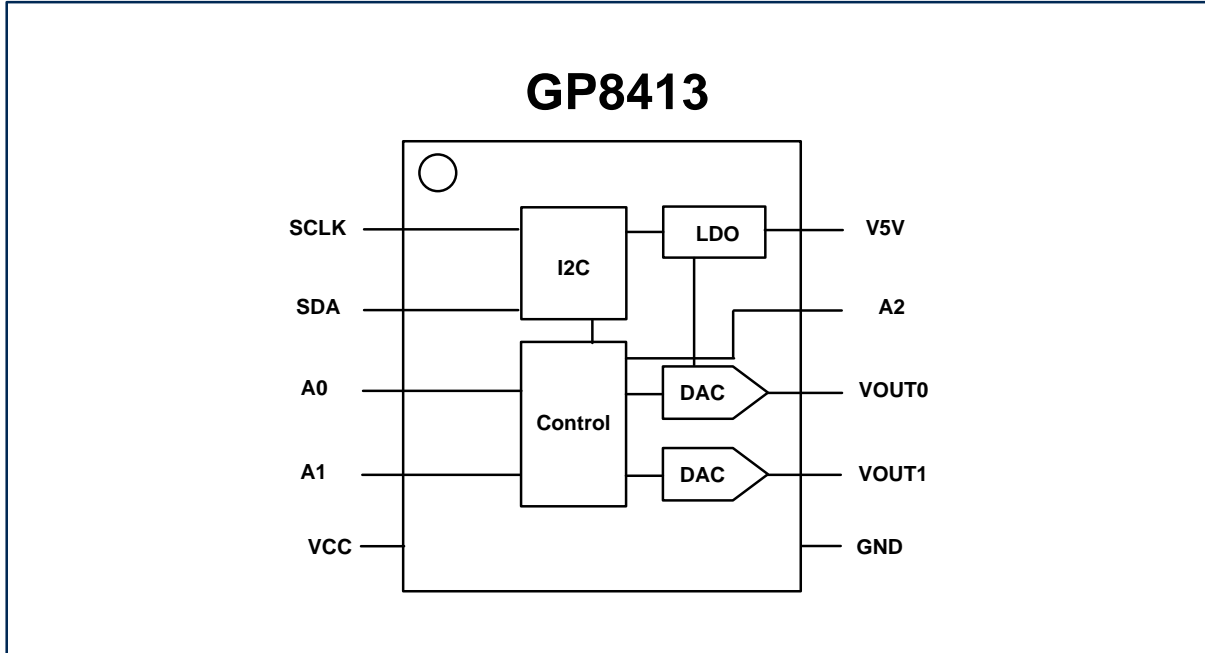 GP8413
SCLK
LDO
V5V
I2C
SDA
A2
A0
DAC
VOUT0
Control
A1
DAC
VOUT1
VCC
GND